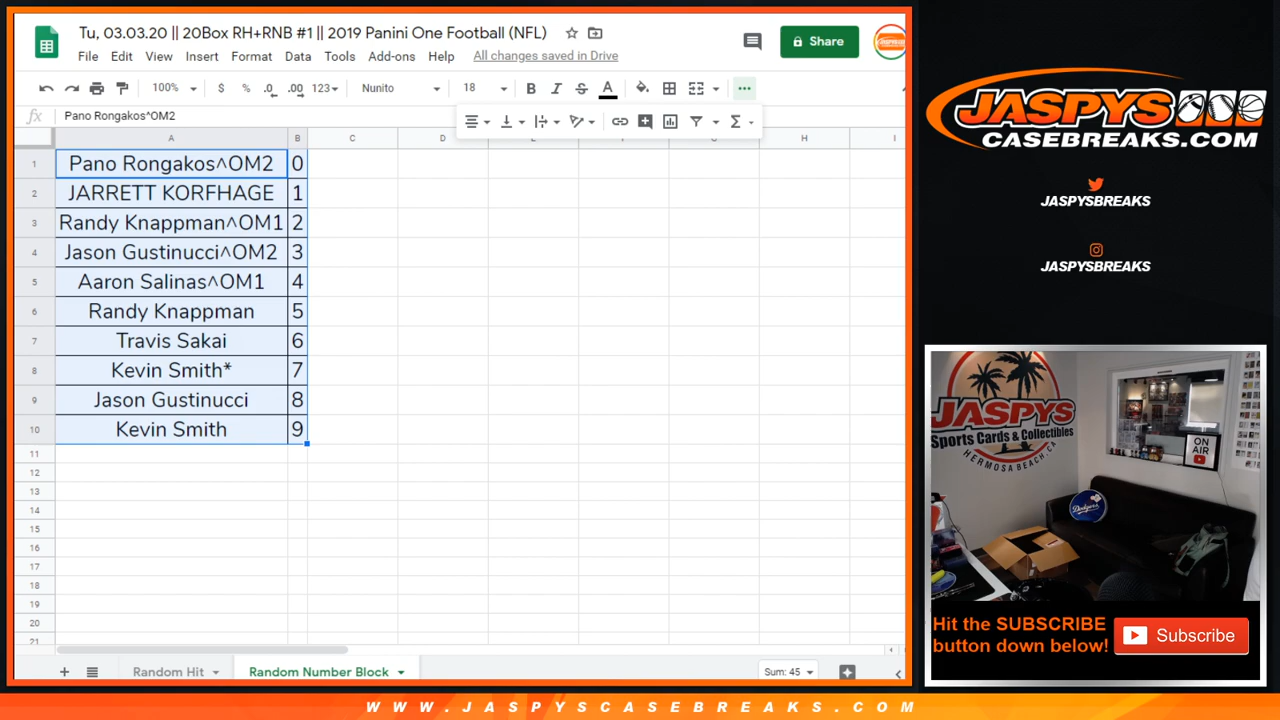 Tu, 03.03.20 || 20Box RH+RNB #1 || 2019 Panini One Football (NFL)
File Edit View Insert Format Data Tools Add-ons Help All changes saved in Drive
Share
100% $ % .0 .00 123 Nunito 18 B I S A
fx Pano Rongakos^OM2
A B C D E F G H I
1 Pano Rongakos^OM2 0
2 JARRETT KORFHAGE 1
3 Randy Knappman^OM1 2
4 Jason Gustinucci^OM2 3
5 Aaron Salinas^OM1 4
6 Randy Knappman 5
7 Travis Sakai 6
8 Kevin Smith* 7
9 Jason Gustinucci 8
10 Kevin Smith 9
11
12
13
14
15
16
17
18
19
20
21
Random Hit Random Number Block Sum: 45
JASPYS
CASEBREAKS.COM
JASPYSBREAKS
JASPYSBREAKS
JASPYS
Sports Cards & Collectibles
HERMOSA BEACH, CA
ON
AIR
Dodgers
Hit the SUBSCRIBE
button down below!
Subscribe
WWW.JASPYSCASEBREAKS.COM